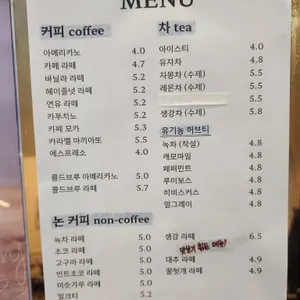 MENU
커피 coffee
아메리카노 4.0
카페 라떼 4.7
바닐라 라떼 5.2
헤이즐넛 라떼 5.2
연유 라떼 5.2
카푸치노 5.2
카페 모카 5.3
카라멜 마끼아또 5.5
에스프레소 4.0
콜드브루 아메리카노 5.0
콜드브루 라떼 5.7
논 커피 non-coffee
녹차 라떼 5.0
초코 라떼 5.0
고구마 라떼 5.0
민트초코 라떼 5.0
미숫가루 라떼 5.0
밀크티 5.2
차 tea
아이스티 4.0
유자차 4.8
자몽차 (수제) 5.5
레몬차 (수제) 5.5
5.5
생강차 (수제) 5.8
유기농 허브티
녹차 (작설) 4.8
캐모마일 4.8
페퍼민트 4.8
루이보스 4.8
히비스커스 4.8
얼그레이 4.8
생강 라떼 6.5
맛보기 힘든 메뉴!
대추 라떼 4.9
꿀헛개 라떼 4.9